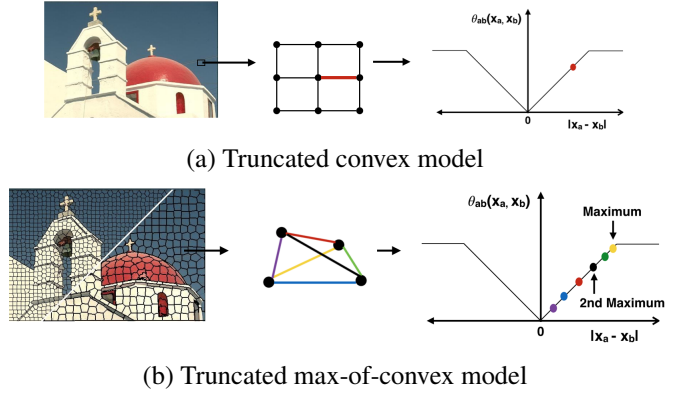 θab(xa, xb)
0
|xa - xb|
(a) Truncated convex model
θab(xa, xb)
Maximum
2nd Maximum
0
|xa - xb|
(b) Truncated max-of-convex model